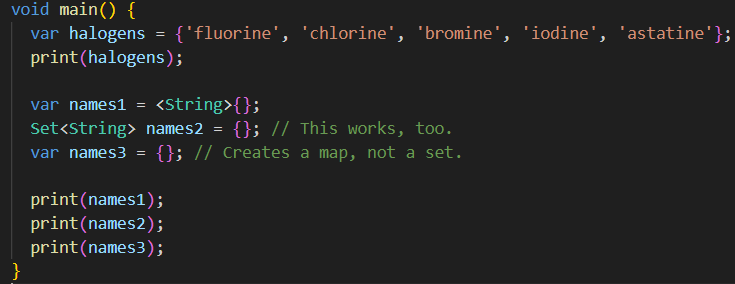 void main() {
  var halogens = {'fluorine', 'chlorine', 'bromine', 'iodine', 'astatine'};
  print(halogens);

  var names1 = <String>{};
  Set<String> names2 = {}; // This works, too.
  var names3 = {}; // Creates a map, not a set.

  print(names1);
  print(names2);
  print(names3);
}